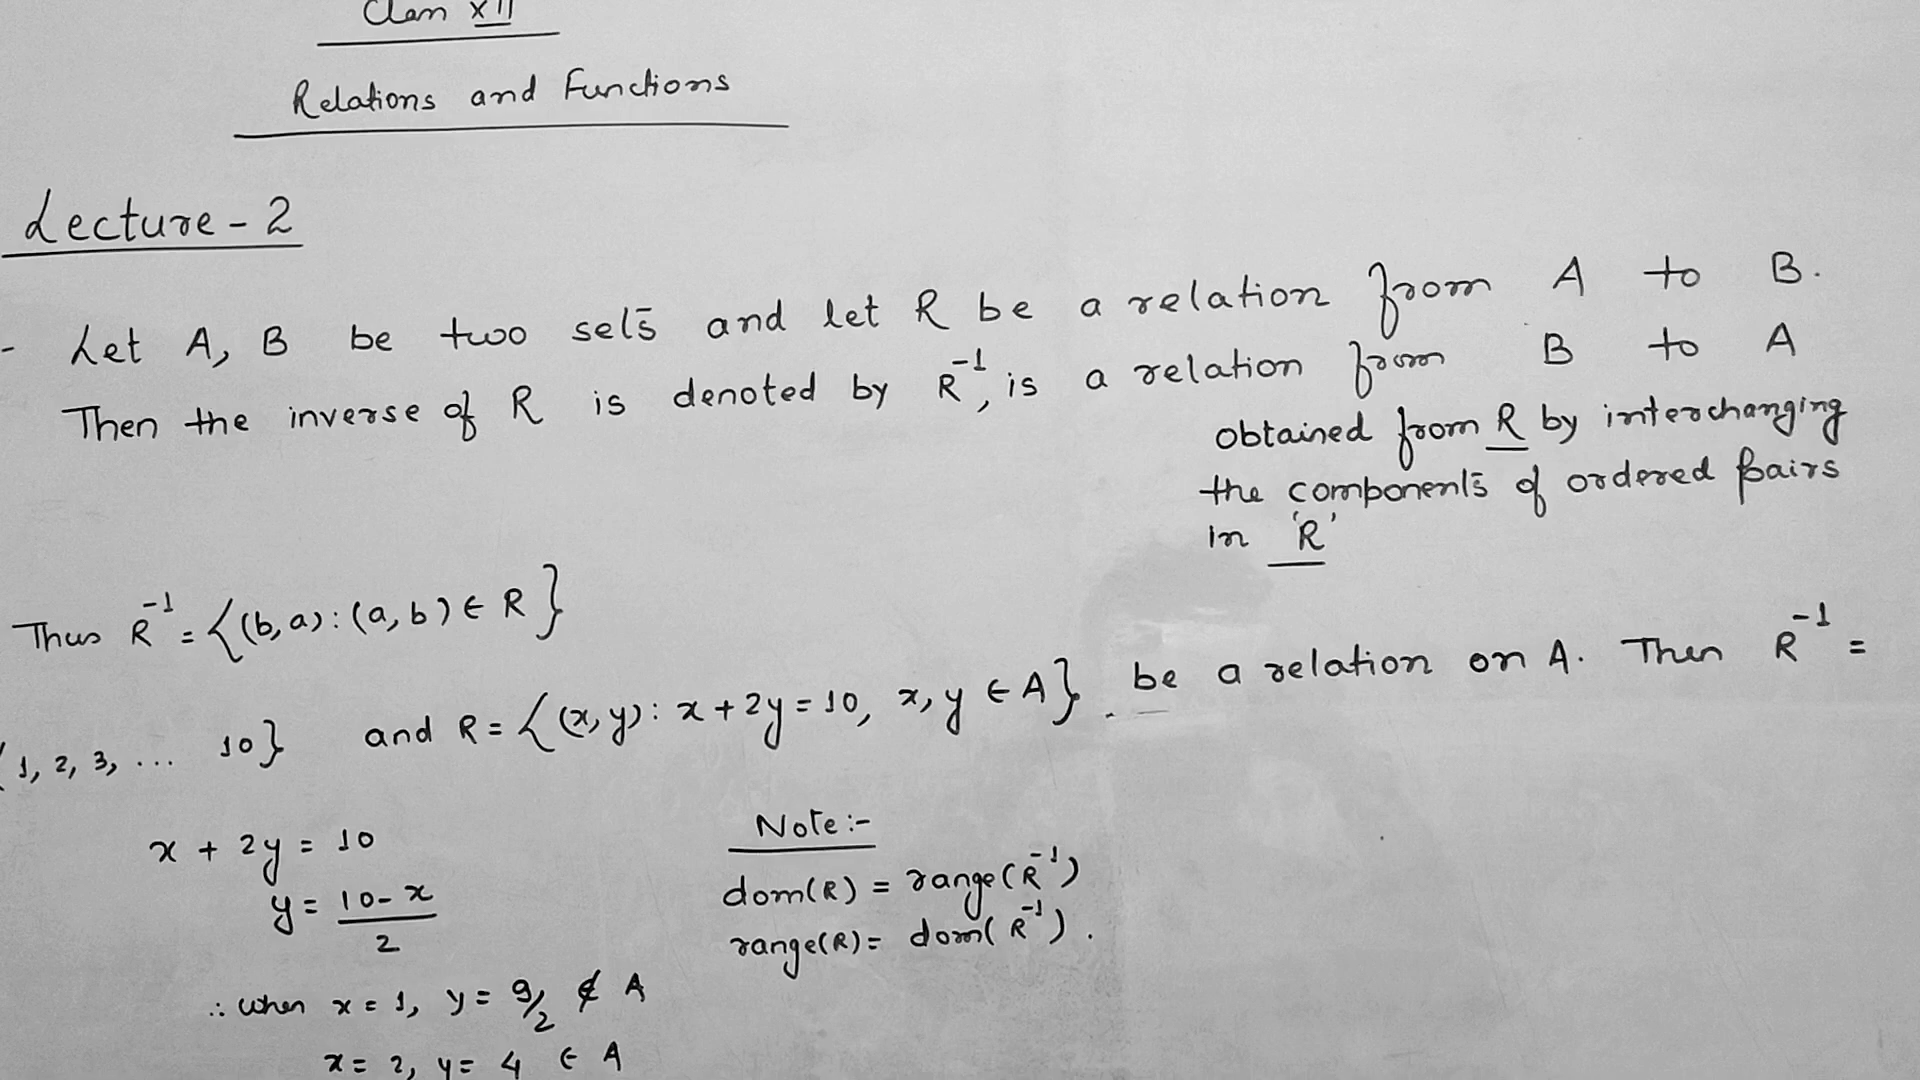 Class XII
Relations and Functions
Lecture - 2
- Let A, B be two sets and let R be a relation from A to B.
Then the inverse of R is denoted by R⁻¹, is a relation from B to A
obtained from R by interchanging
the components of ordered pairs
in 'R'
Thus R⁻¹ = {(b, a) : (a, b) ∈ R}
{1, 2, 3, ... 10} and R = {(x, y) : x + 2y = 10, x, y ∈ A} be a relation on A. Then R⁻¹ =
x + 2y = 10
y = (10 - x)/2
∴ when x = 1, y = 9/2 ∉ A
x = 2, y = 4 ∈ A
Note :-
dom(R) = range(R⁻¹)
range(R) = dom(R⁻¹).